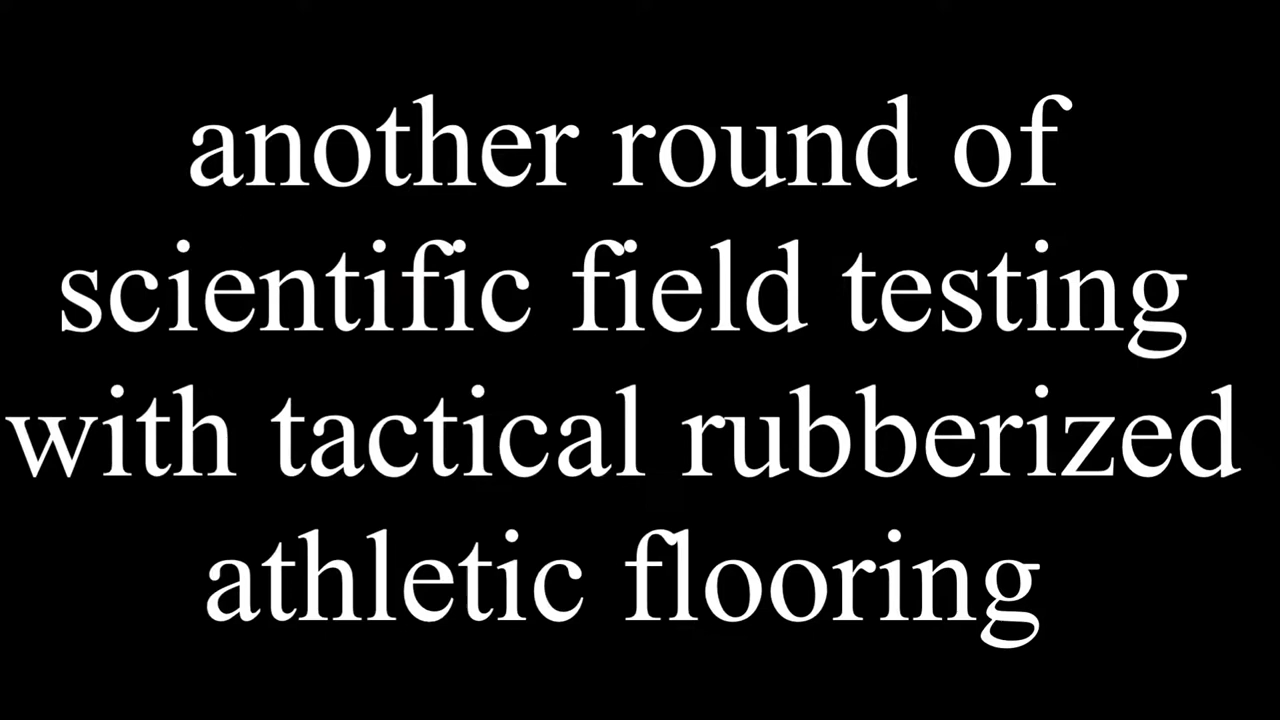 another round of
scientific field testing
with tactical rubberized
athletic flooring